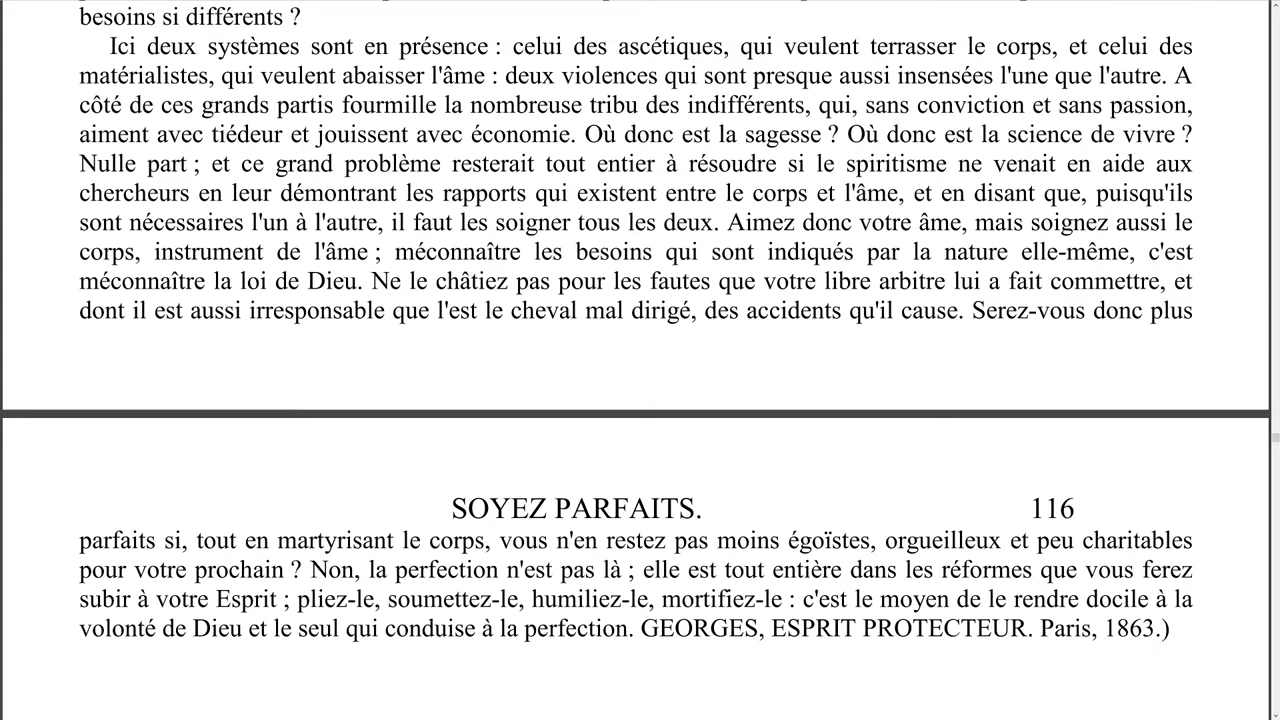 besoins si différents ?
Ici deux systèmes sont en présence : celui des ascétiques, qui veulent terrasser le corps, et celui des
matérialistes, qui veulent abaisser l'âme : deux violences qui sont presque aussi insensées l'une que l'autre. A
côté de ces grands partis fourmille la nombreuse tribu des indifférents, qui, sans conviction et sans passion,
aiment avec tiédeur et jouissent avec économie. Où donc est la sagesse ? Où donc est la science de vivre ?
Nulle part ; et ce grand problème resterait tout entier à résoudre si le spiritisme ne venait en aide aux
chercheurs en leur démontrant les rapports qui existent entre le corps et l'âme, et en disant que, puisqu'ils
sont nécessaires l'un à l'autre, il faut les soigner tous les deux. Aimez donc votre âme, mais soignez aussi le
corps, instrument de l'âme ; méconnaître les besoins qui sont indiqués par la nature elle-même, c'est
méconnaître la loi de Dieu. Ne le châtiez pas pour les fautes que votre libre arbitre lui a fait commettre, et
dont il est aussi irresponsable que l'est le cheval mal dirigé, des accidents qu'il cause. Serez-vous donc plus
SOYEZ PARFAITS. 116
parfaits si, tout en martyrisant le corps, vous n'en restez pas moins égoïstes, orgueilleux et peu charitables
pour votre prochain ? Non, la perfection n'est pas là ; elle est tout entière dans les réformes que vous ferez
subir à votre Esprit ; pliez-le, soumettez-le, humiliez-le, mortifiez-le : c'est le moyen de le rendre docile à la
volonté de Dieu et le seul qui conduise à la perfection. GEORGES, ESPRIT PROTECTEUR. Paris, 1863.)